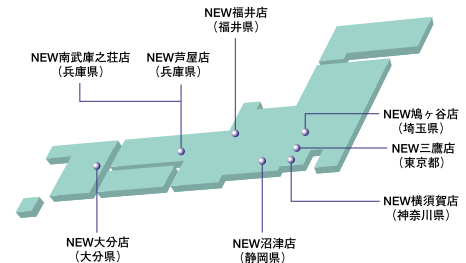 NEW福井店
（福井県）
NEW南武庫之荘店
（兵庫県）
NEW芦屋店
（兵庫県）
NEW鳩ヶ谷店
（埼玉県）
NEW三鷹店
（東京都）
NEW横須賀店
（神奈川県）
NEW大分店
（大分県）
NEW沼津店
（静岡県）